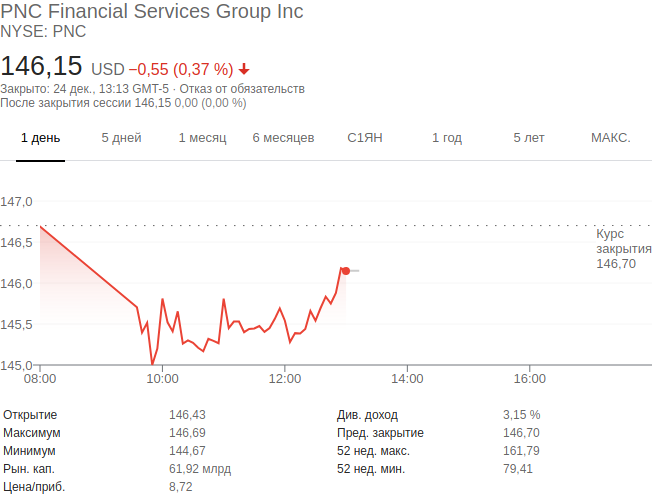 PNC Financial Services Group Inc
NYSE: PNC
146,15 USD −0,55 (0,37 %)
Закрыто: 24 дек., 13:13 GMT-5 · Отказ от обязательств
После закрытия сессии 146,15 0,00 (0,00 %)
1 день 5 дней 1 месяц 6 месяцев С1ЯН 1 год 5 лет МАКС.
147,0
146,5
146,0
145,5
145,0
Курс
закрытия
146,70
08:00 10:00 12:00 14:00 16:00
Открытие 146,43 Див. доход 3,15 %
Максимум 146,69 Пред. закрытие 146,70
Минимум 144,67 52 нед. макс. 161,79
Рын. кап. 61,92 млрд 52 нед. мин. 79,41
Цена/приб. 8,72